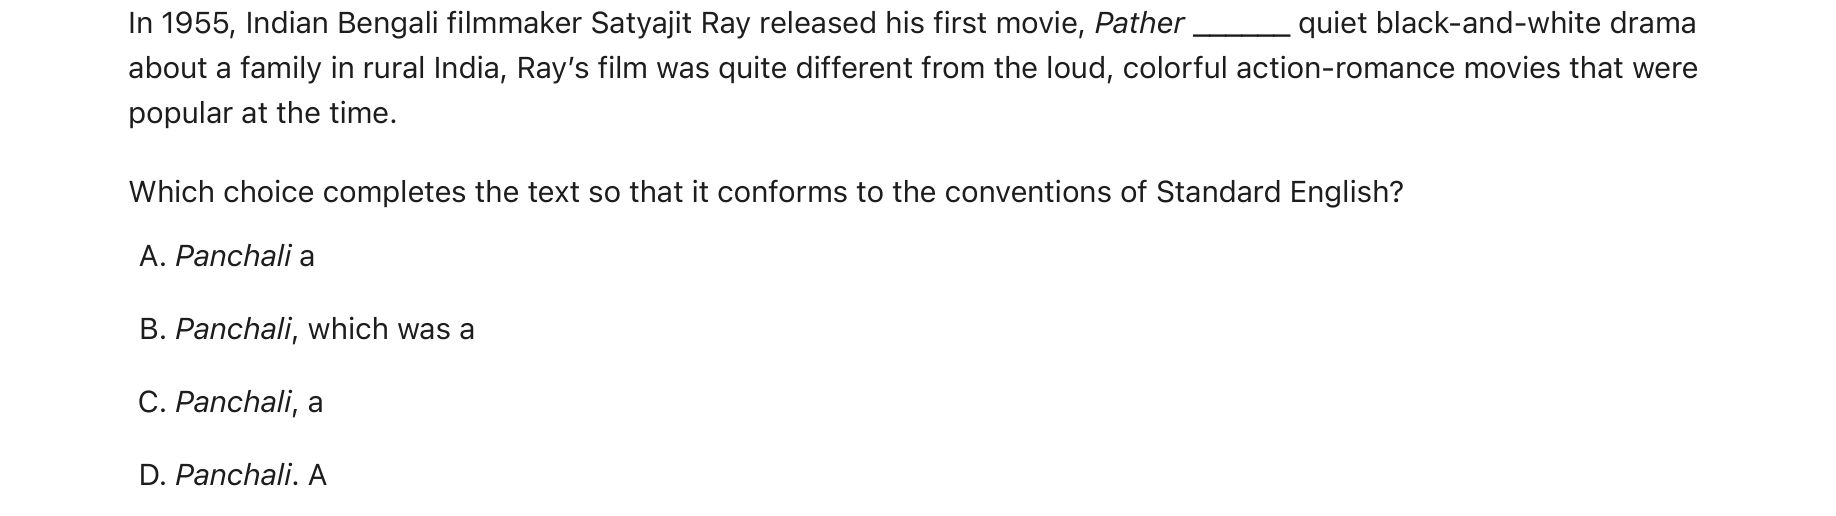 In 1955, Indian Bengali filmmaker Satyajit Ray released his first movie, Pather ______ quiet black-and-white drama
about a family in rural India, Ray’s film was quite different from the loud, colorful action-romance movies that were
popular at the time.
Which choice completes the text so that it conforms to the conventions of Standard English?
A. Panchali a
B. Panchali, which was a
C. Panchali, a
D. Panchali. A